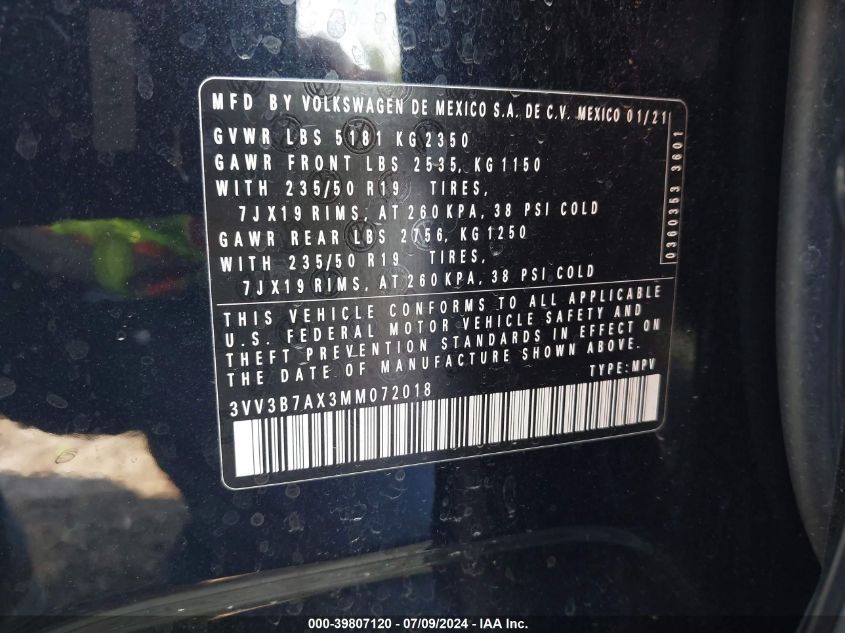 MFD BY VOLKSWAGEN DE MEXICO S.A. DE C.V. MEXICO 01/21
GVWR LBS 5181 KG 2350
GAWR FRONT LBS 2535, KG 1150
WITH 235/50 R19 TIRES,
7JX19 RIMS, AT 260 KPA, 38 PSI COLD
GAWR REAR LBS 2756, KG 1250
WITH 235/50 R19 TIRES,
7JX19 RIMS, AT 260 KPA, 38 PSI COLD
0360353 3601
THIS VEHICLE CONFORMS TO ALL APPLICABLE
U.S. FEDERAL MOTOR VEHICLE SAFETY AND
THEFT PREVENTION STANDARDS IN EFFECT ON
THE DATE OF MANUFACTURE SHOWN ABOVE.
TYPE: MPV
3VV3B7AX3MM072018
000-39807120 - 07/09/2024 - IAA Inc.